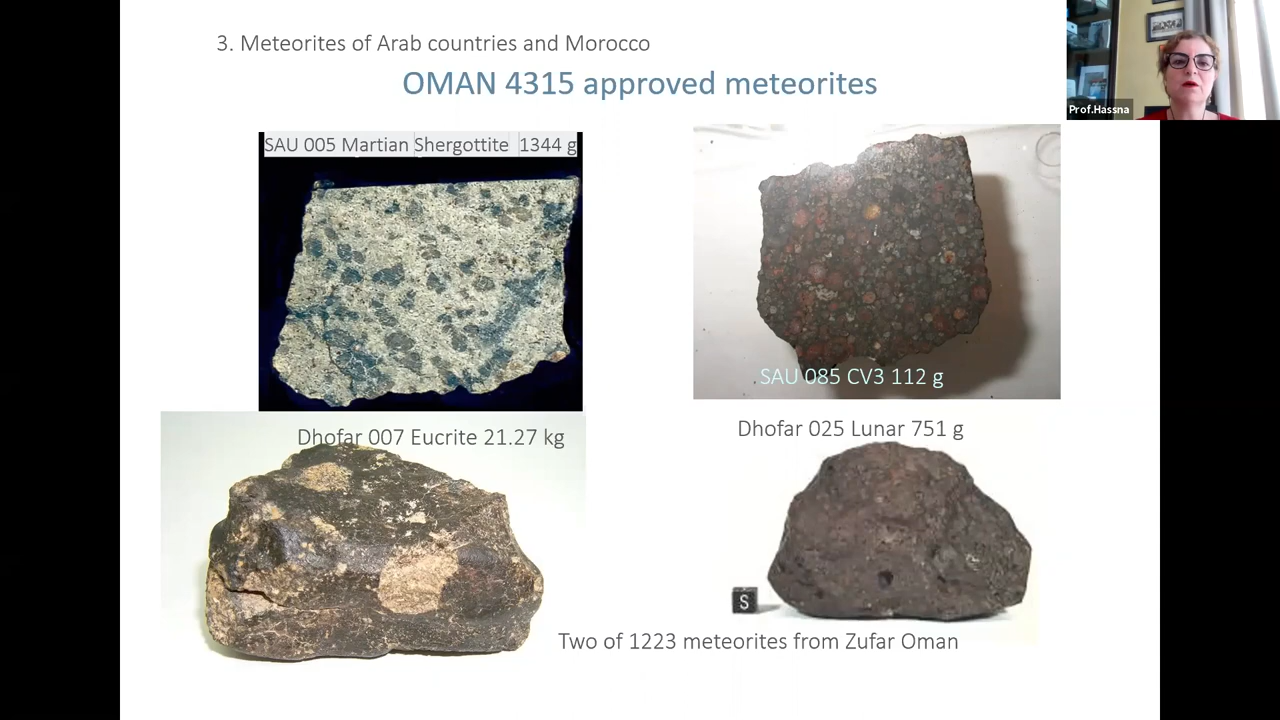 3. Meteorites of Arab countries and Morocco
OMAN 4315 approved meteorites
Prof.Hassna
SAU 005 Martian Shergottite 1344 g
SAU 085 CV3 112 g
Dhofar 007 Eucrite 21.27 kg
Dhofar 025 Lunar 751 g
S
Two of 1223 meteorites from Zufar Oman